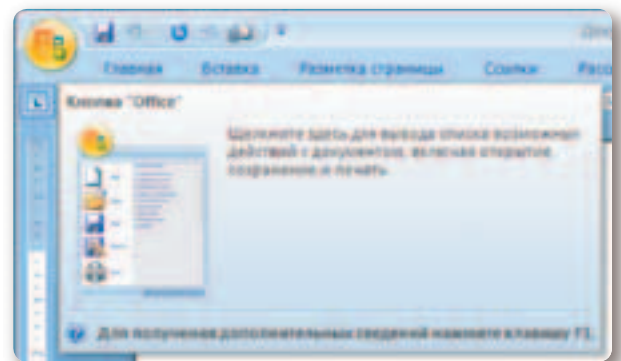 Главная Вставка Разметка страницы Ссылки
Кнопка "Office"
Щелкните здесь для вывода списка возможных
действий с документом, включая открытие
сохранение и печать.
Для получения дополнительных сведений нажмите клавишу F1.